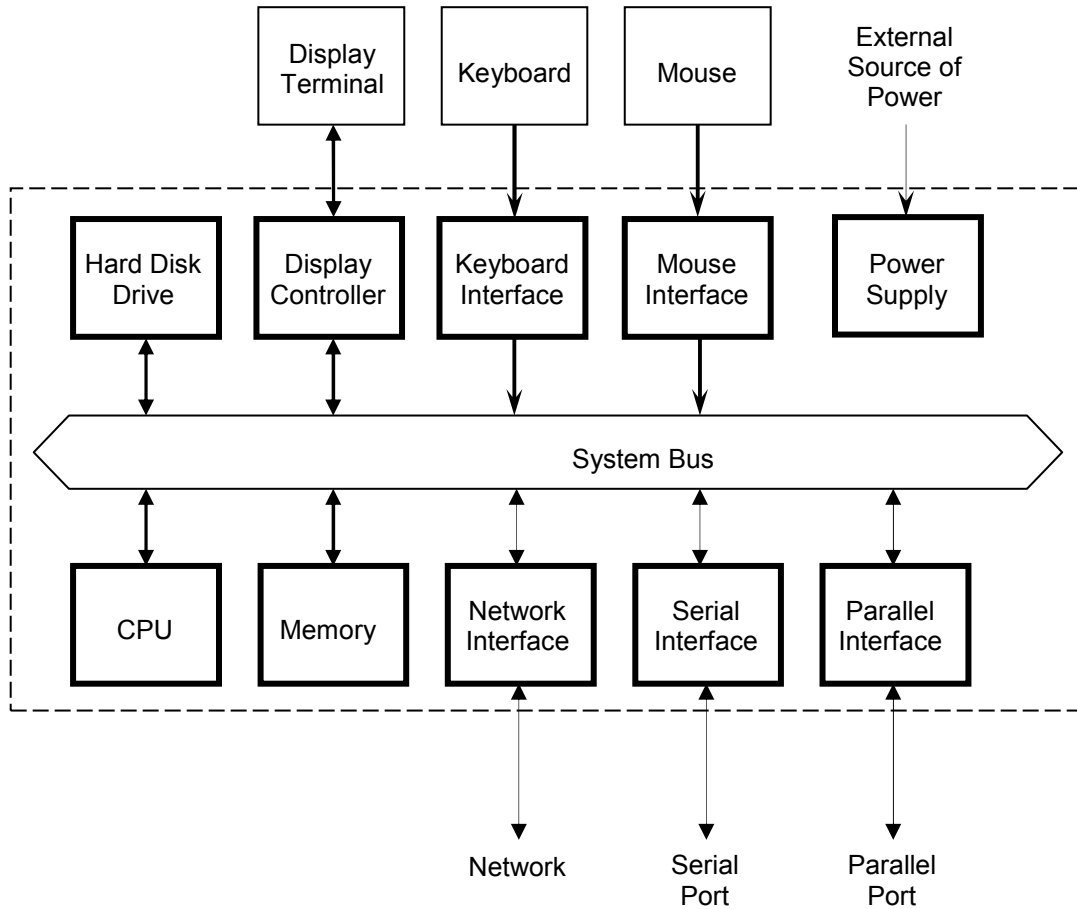 Display
Terminal
Keyboard
Mouse
External
Source of
Power
Hard Disk
Drive
Display
Controller
Keyboard
Interface
Mouse
Interface
Power
Supply
System Bus
CPU
Memory
Network
Interface
Serial
Interface
Parallel
Interface
Network
Serial
Port
Parallel
Port